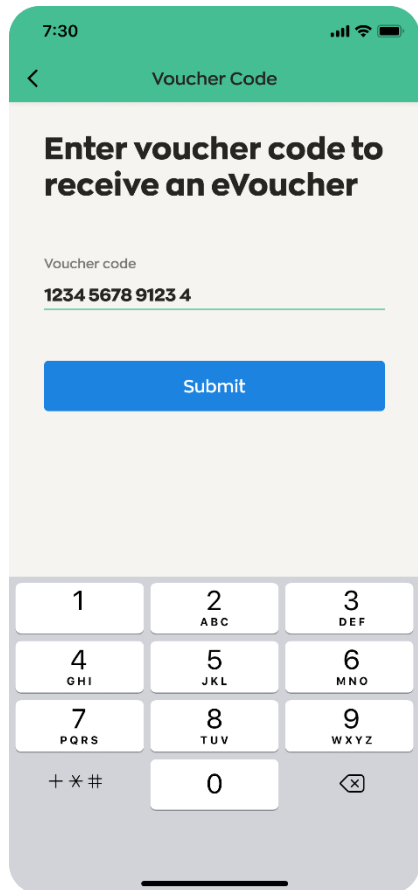 7:30
Voucher Code
Enter voucher code to
receive an eVoucher
Voucher code
1234 5678 9123 4
Submit
1 2 3
ABC DEF
4 5 6
GHI JKL MNO
7 8 9
PQRS TUV WXYZ
+*# 0